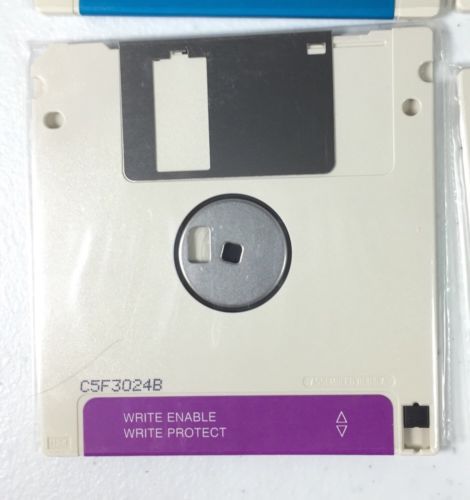 C5F3024B
WRITE ENABLE △
WRITE PROTECT ▽